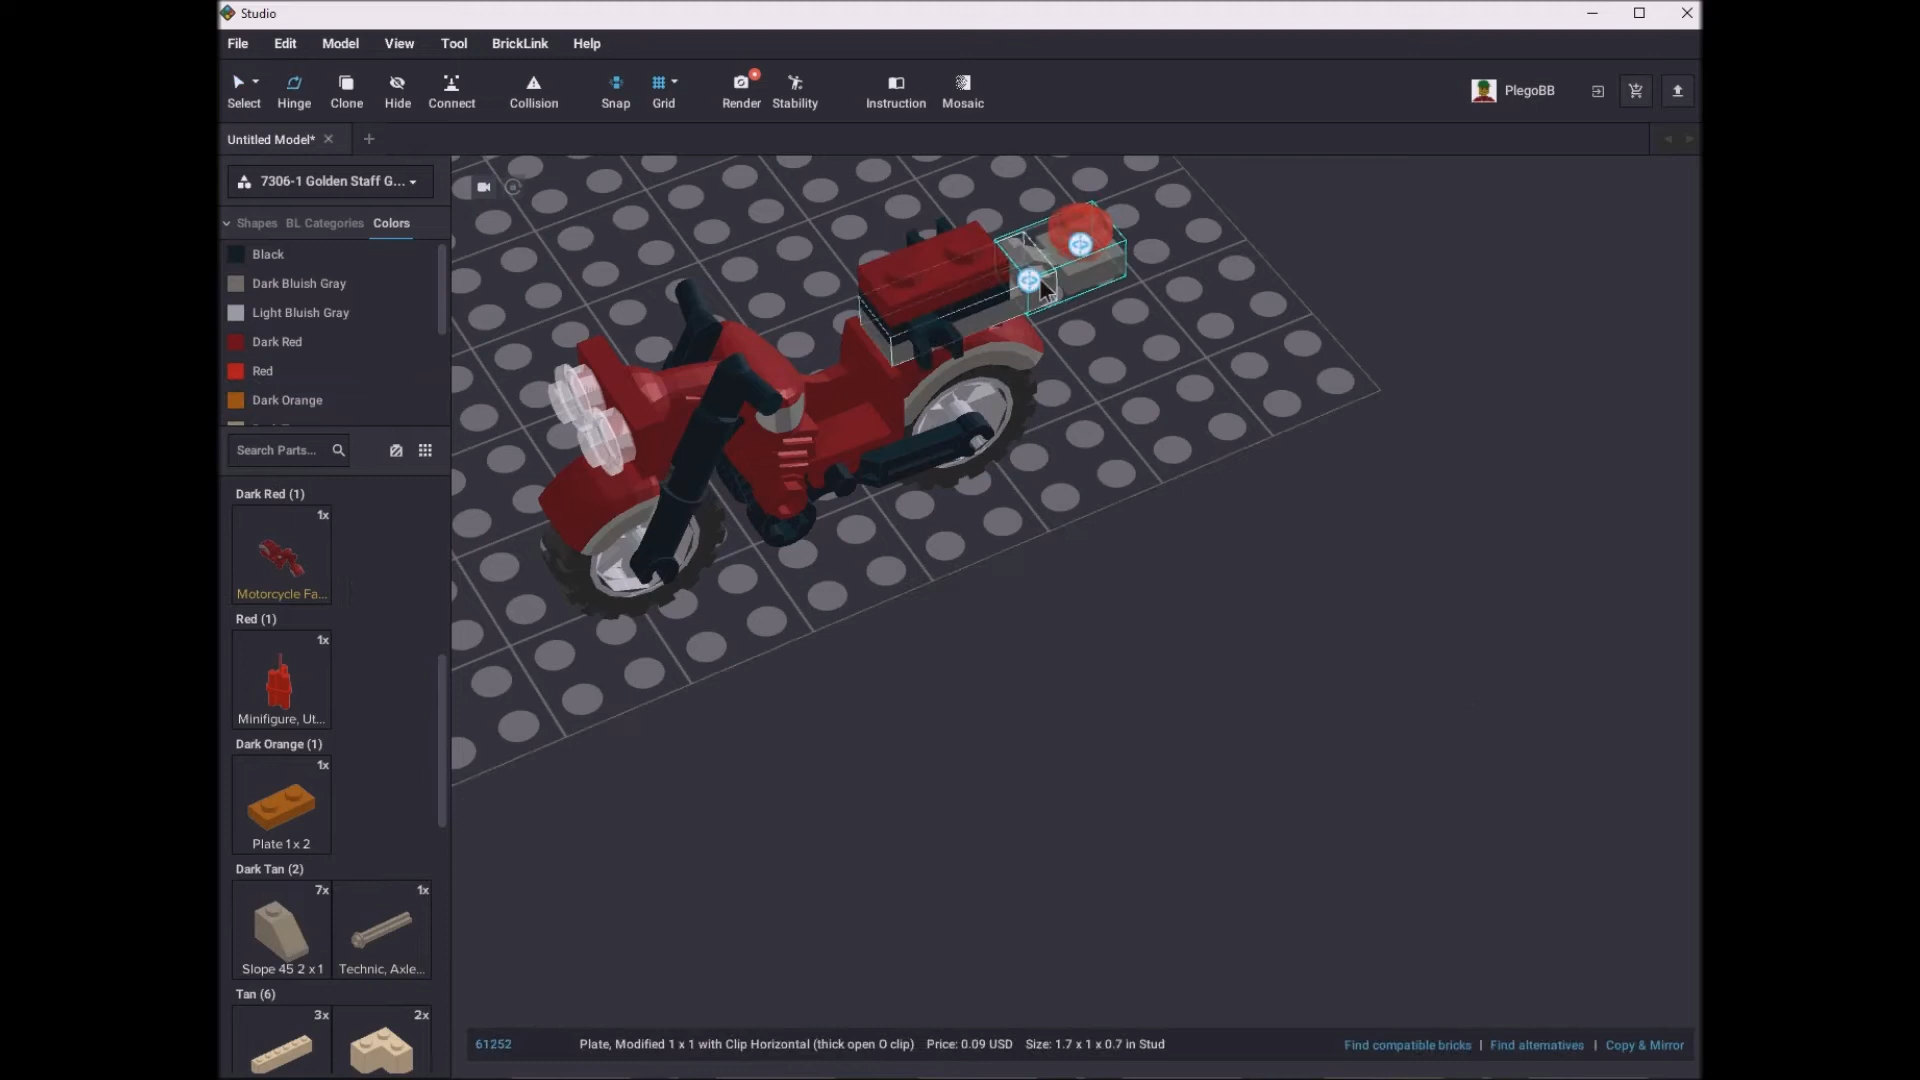 Studio
File Edit Model View Tool BrickLink Help
Select Hinge Clone Hide Connect Collision Snap Grid Render Stability Instruction Mosaic
PlegoBB
Untitled Model*
7306-1 Golden Staff G...
Shapes BL Categories Colors
Black
Dark Bluish Gray
Light Bluish Gray
Dark Red
Red
Dark Orange
Search Parts...
Dark Red (1)
1x
Motorcycle Fa...
Red (1)
1x
Minifigure, Ut...
Dark Orange (1)
1x
Plate 1 x 2
Dark Tan (2)
7x 1x
Slope 45 2 x 1 Technic, Axle...
Tan (6)
3x 2x
61252 Plate, Modified 1 x 1 with Clip Horizontal (thick open O clip) Price: 0.09 USD Size: 1.7 x 1 x 0.7 in Stud Find compatible bricks | Find alternatives | Copy & Mirror